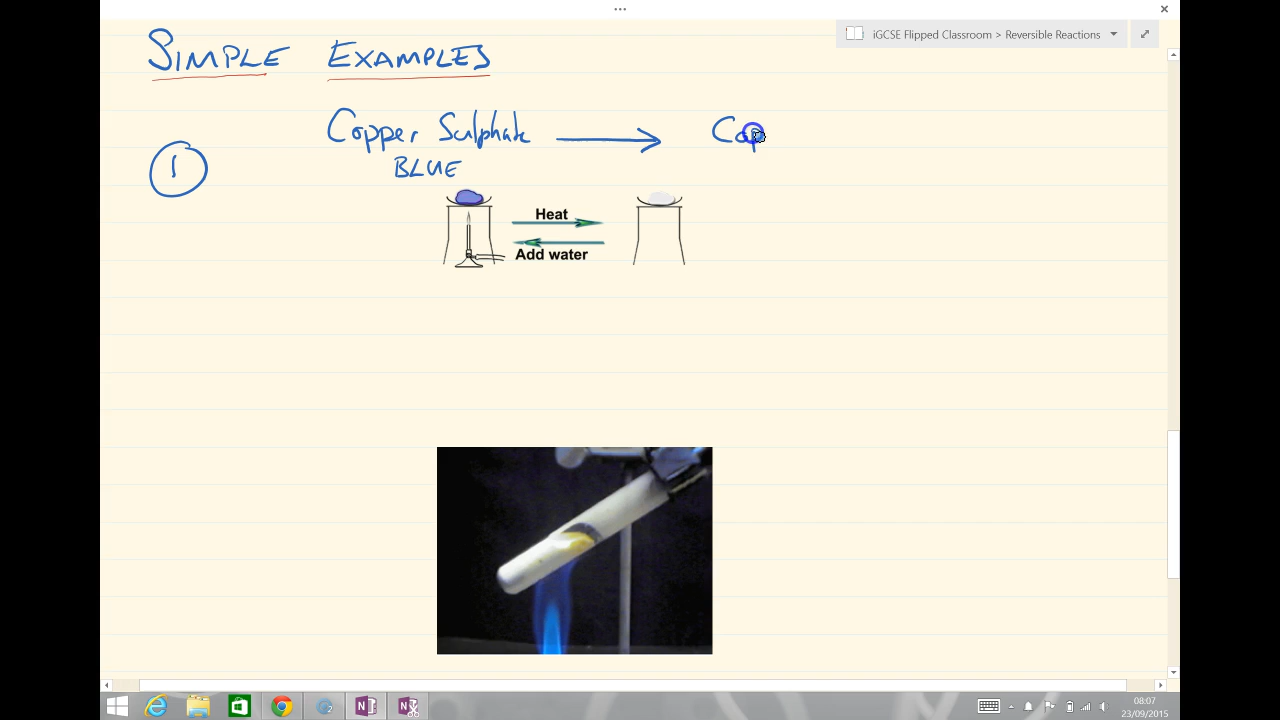 iGCSE Flipped Classroom > Reversible Reactions
SIMPLE EXAMPLES
Copper Sulphate → Cop
1
BLUE
Heat
Add water
08:07
23/09/2015